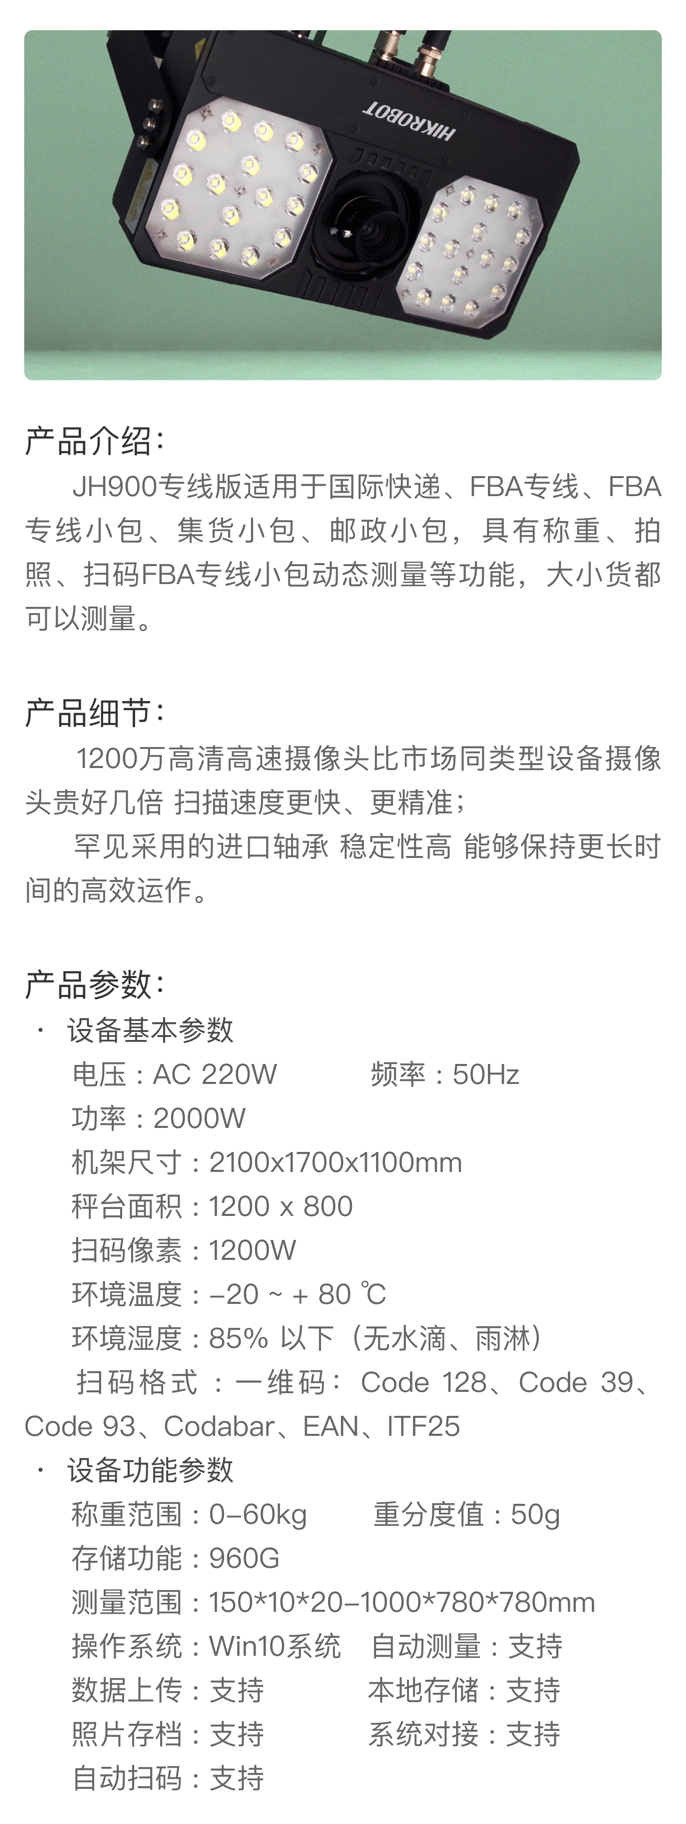 HIKROBOT
产品介绍：
JH900专线版适用于国际快递、FBA专线、FBA
专线小包、集货小包、邮政小包，具有称重、拍
照、扫码FBA专线小包动态测量等功能，大小货都
可以测量。
产品细节：
1200万高清高速摄像头比市场同类型设备摄像
头贵好几倍 扫描速度更快、更精准；
罕见采用的进口轴承 稳定性高 能够保持更长时
间的高效运作。
产品参数：
· 设备基本参数
电压：AC 220W 频率：50Hz
功率：2000W
机架尺寸：2100x1700x1100mm
秤台面积：1200 x 800
扫码像素：1200W
环境温度：-20 ~ + 80 ℃
环境湿度：85% 以下（无水滴、雨淋）
扫码格式：一维码：Code 128、Code 39、
Code 93、Codabar、EAN、ITF25
· 设备功能参数
称重范围：0-60kg 重分度值：50g
存储功能：960G
测量范围：150*10*20-1000*780*780mm
操作系统：Win10系统 自动测量：支持
数据上传：支持 本地存储：支持
照片存档：支持 系统对接：支持
自动扫码：支持